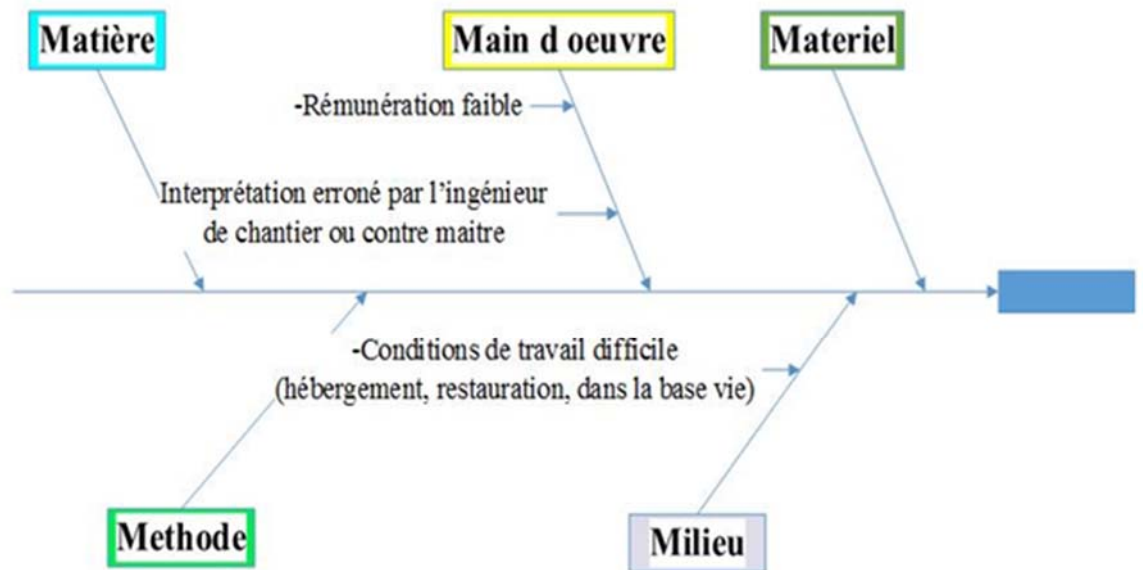 Matière
Main d oeuvre
Materiel
-Rémunération faible
Interprétation erroné par l’ingénieur
de chantier ou contre maitre
-Conditions de travail difficile
(hébergement, restauration, dans la base vie)
Methode
Milieu